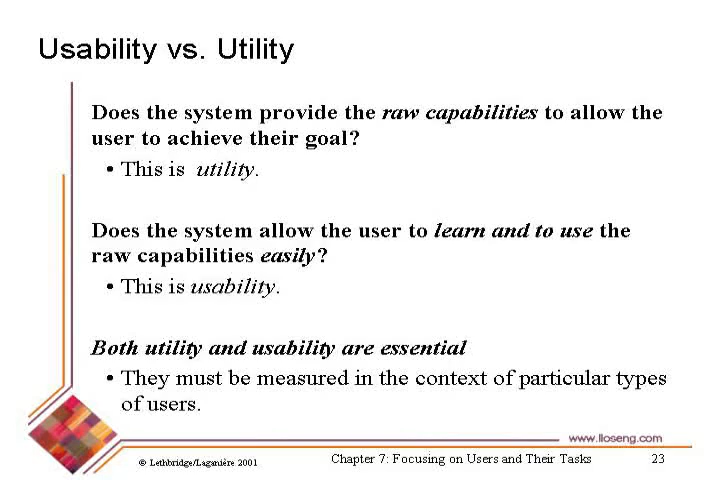 Usability vs. Utility
Does the system provide the raw capabilities to allow the
user to achieve their goal?
• This is utility.
Does the system allow the user to learn and to use the
raw capabilities easily?
• This is usability.
Both utility and usability are essential
• They must be measured in the context of particular types
of users.
www.lloseng.com
© Lethbridge/Laganière 2001
Chapter 7: Focusing on Users and Their Tasks
23